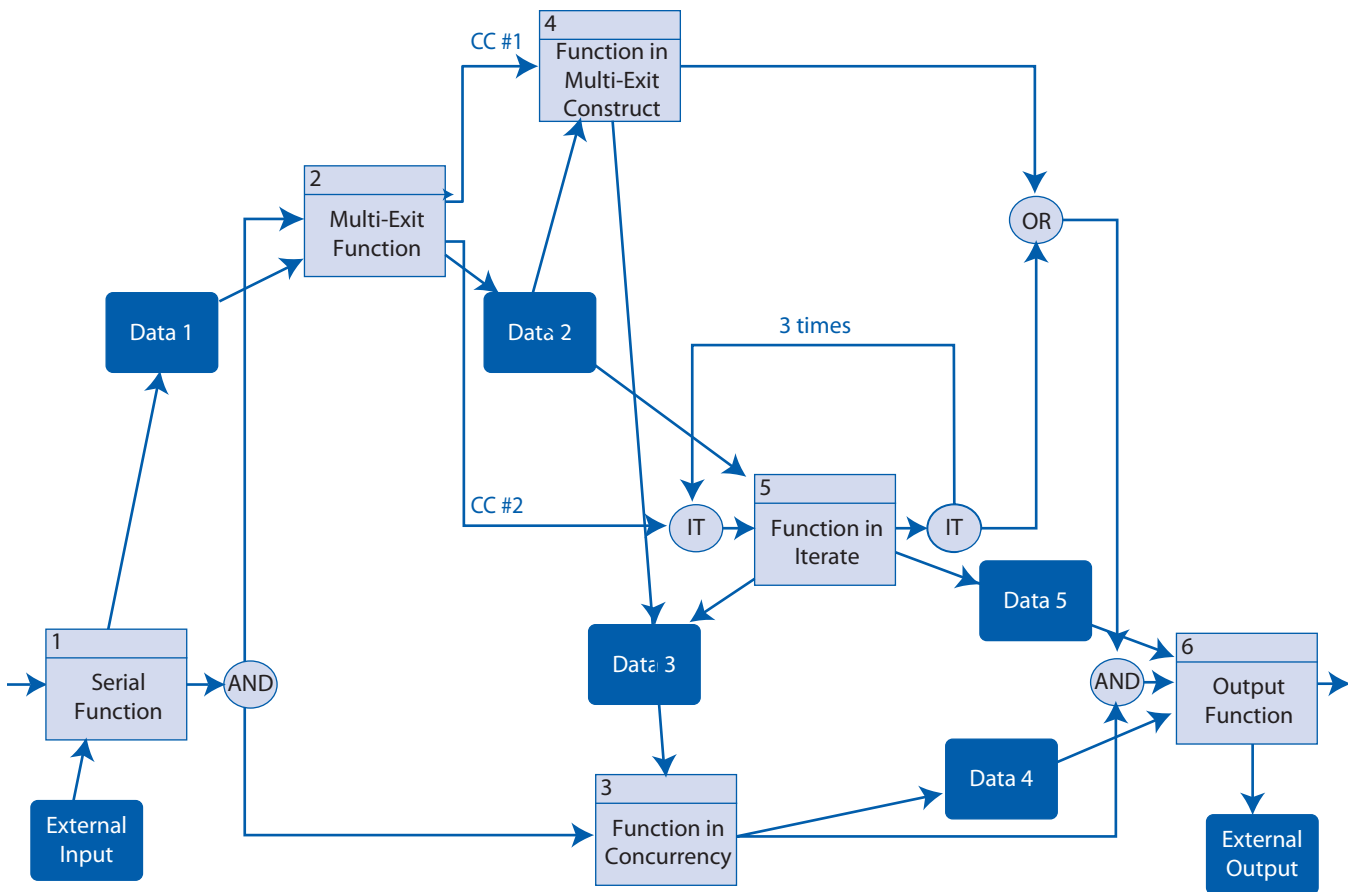 4
Function in
Multi-Exit
Construct
CC #1
2
Multi-Exit
Function
OR
Data 1
Data 2
3 times
CC #2
IT
5
Function in
Iterate
IT
Data 5
1
Serial
Function
AND
Data 3
6
Output
Function
AND
External
Input
3
Function in
Concurrency
Data 4
External
Output